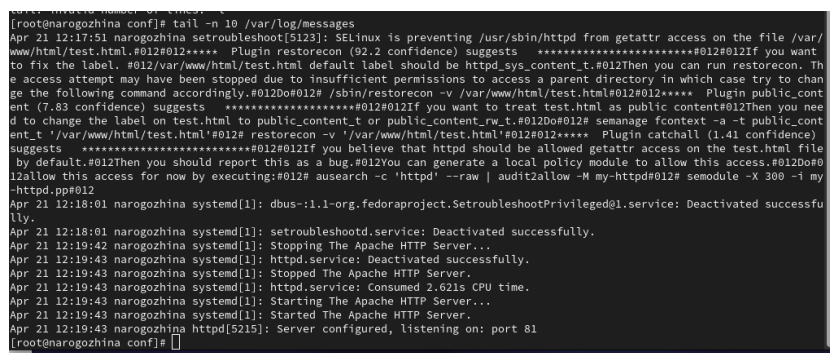 tail: invalid number of lines: '-t'
[root@narogozhina conf]# tail -n 10 /var/log/messages
Apr 21 12:17:51 narogozhina setroubleshoot[5123]: SELinux is preventing /usr/sbin/httpd from getattr access on the file /var/
www/html/test.html.#012#012***** Plugin restorecon (92.2 confidence) suggests ************************#012#012If you want
to fix the label. #012/var/www/html/test.html default label should be httpd_sys_content_t.#012Then you can run restorecon. Th
e access attempt may have been stopped due to insufficient permissions to access a parent directory in which case try to chan
ge the following command accordingly.#012Do#012# /sbin/restorecon -v /var/www/html/test.html#012#012***** Plugin public_cont
ent (7.83 confidence) suggests ********************#012#012If you want to treat test.html as public content#012Then you nee
d to change the label on test.html to public_content_t or public_content_rw_t.#012Do#012# semanage fcontext -a -t public_cont
ent_t '/var/www/html/test.html'#012# restorecon -v '/var/www/html/test.html'#012#012***** Plugin catchall (1.41 confidence)
suggests **************************#012#012If you believe that httpd should be allowed getattr access on the test.html file
by default.#012Then you should report this as a bug.#012You can generate a local policy module to allow this access.#012Do#0
12allow this access for now by executing:#012# ausearch -c 'httpd' --raw | audit2allow -M my-httpd#012# semodule -X 300 -i my
-httpd.pp#012
Apr 21 12:18:01 narogozhina systemd[1]: dbus-:1.1-org.fedoraproject.SetroubleshootPrivileged@1.service: Deactivated successfu
lly.
Apr 21 12:18:01 narogozhina systemd[1]: setroubleshootd.service: Deactivated successfully.
Apr 21 12:19:42 narogozhina systemd[1]: Stopping The Apache HTTP Server...
Apr 21 12:19:43 narogozhina systemd[1]: httpd.service: Deactivated successfully.
Apr 21 12:19:43 narogozhina systemd[1]: Stopped The Apache HTTP Server.
Apr 21 12:19:43 narogozhina systemd[1]: httpd.service: Consumed 2.621s CPU time.
Apr 21 12:19:43 narogozhina systemd[1]: Starting The Apache HTTP Server...
Apr 21 12:19:43 narogozhina systemd[1]: Started The Apache HTTP Server.
Apr 21 12:19:43 narogozhina httpd[5215]: Server configured, listening on: port 81
[root@narogozhina conf]#